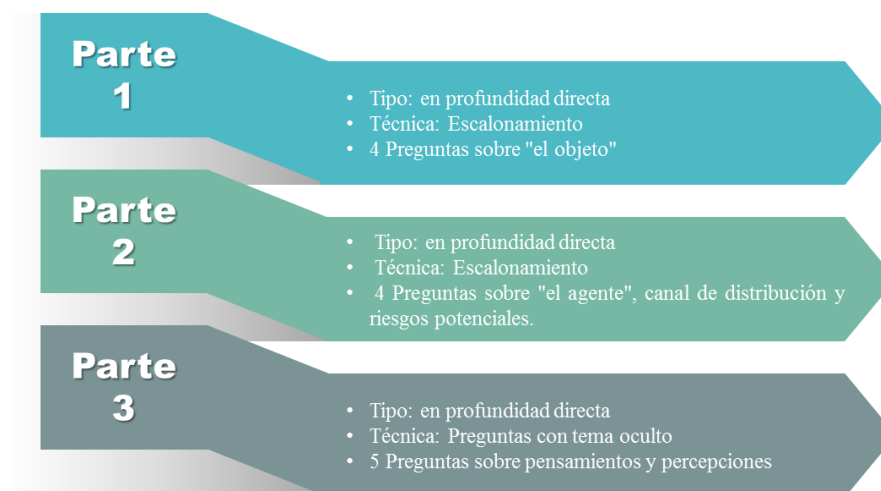 Parte
1
• Tipo: en profundidad directa
• Técnica: Escalonamiento
• 4 Preguntas sobre "el objeto"
Parte
2
• Tipo: en profundidad directa
• Técnica: Escalonamiento
• 4 Preguntas sobre "el agente", canal de distribución y
riesgos potenciales.
Parte
3
• Tipo: en profundidad directa
• Técnica: Preguntas con tema oculto
• 5 Preguntas sobre pensamientos y percepciones